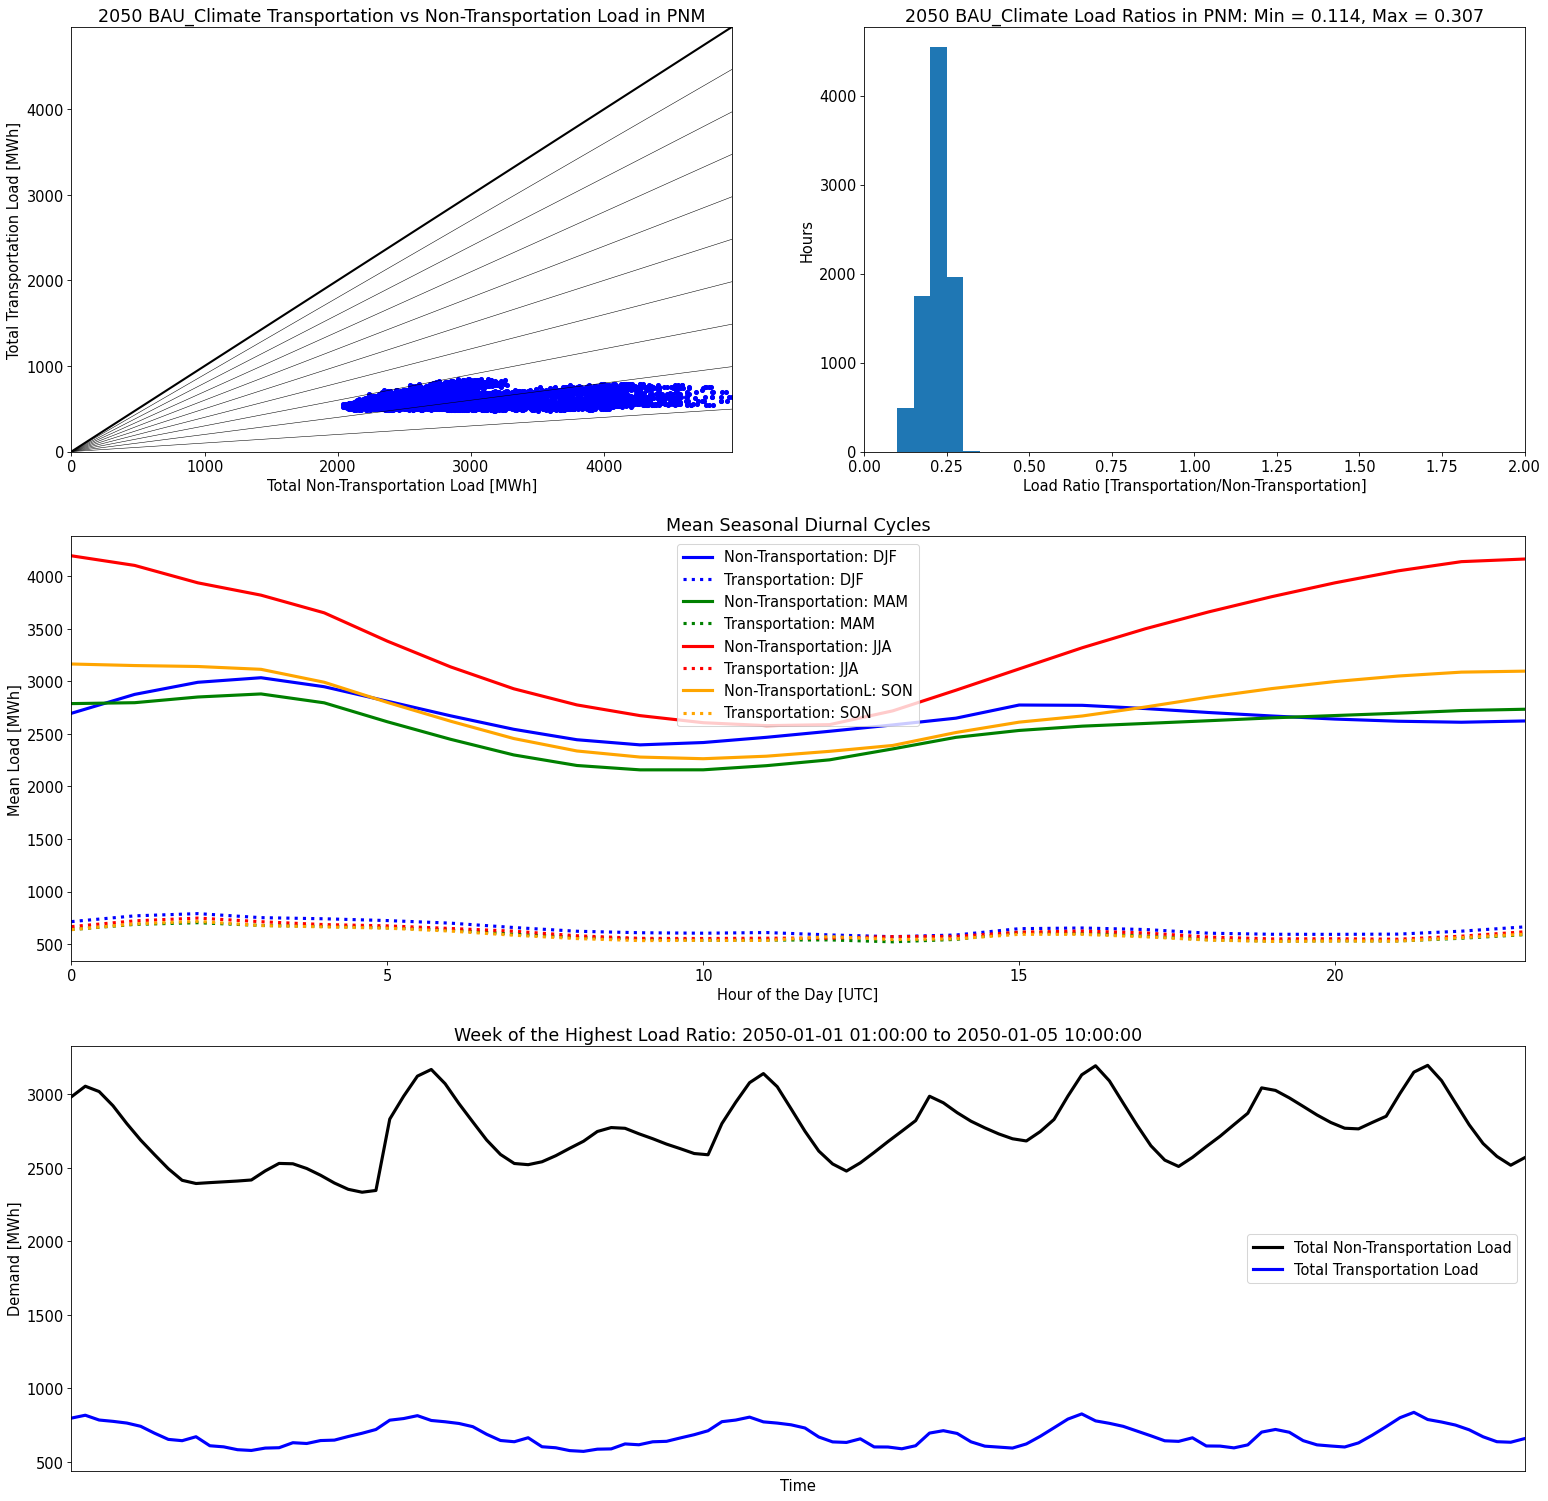 2050 BAU_Climate Transportation vs Non-Transportation Load in PNM
Total Transportation Load [MWh]
4000
3000
2000
1000
0
0 1000 2000 3000 4000
Total Non-Transportation Load [MWh]
2050 BAU_Climate Load Ratios in PNM: Min = 0.114, Max = 0.307
Hours
4000
3000
2000
1000
0
0.00 0.25 0.50 0.75 1.00 1.25 1.50 1.75 2.00
Load Ratio [Transportation/Non-Transportation]
Mean Seasonal Diurnal Cycles
Mean Load [MWh]
4000
3500
3000
2500
2000
1500
1000
500
Non-Transportation: DJF
Transportation: DJF
Non-Transportation: MAM
Transportation: MAM
Non-Transportation: JJA
Transportation: JJA
Non-TransportationL: SON
Transportation: SON
0 5 10 15 20
Hour of the Day [UTC]
Week of the Highest Load Ratio: 2050-01-01 01:00:00 to 2050-01-05 10:00:00
Demand [MWh]
3000
2500
2000
1500
1000
500
Total Non-Transportation Load
Total Transportation Load
Time